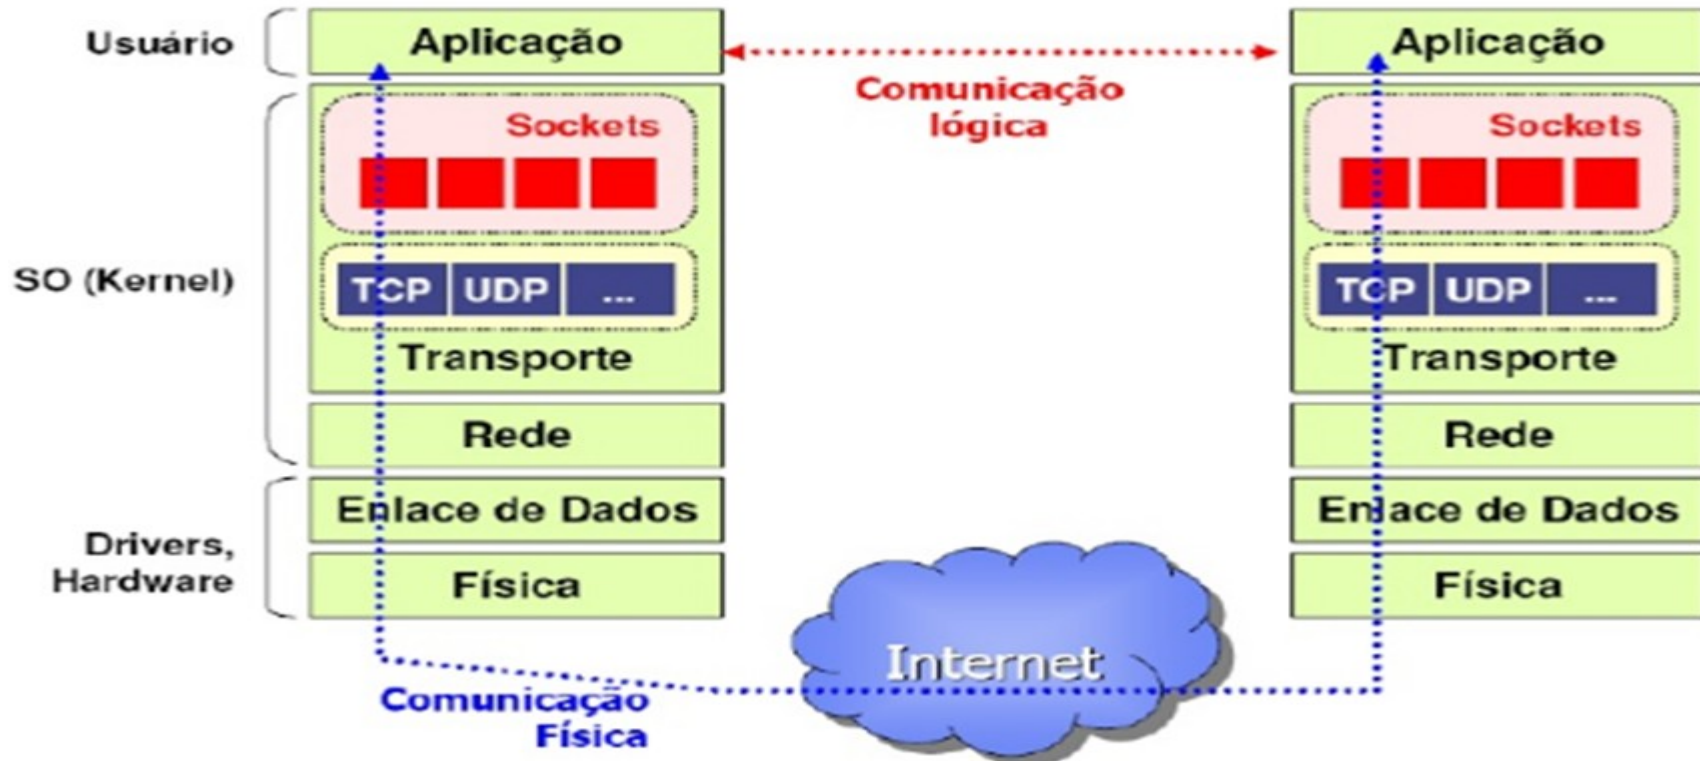 Usuário
Aplicação
Aplicação
Comunicação
lógica
Sockets
Sockets
SO (Kernel)
TCP
UDP
...
TCP
UDP
...
Transporte
Transporte
Rede
Rede
Enlace de Dados
Enlace de Dados
Drivers,
Hardware
Física
Física
Internet
Comunicação
Física